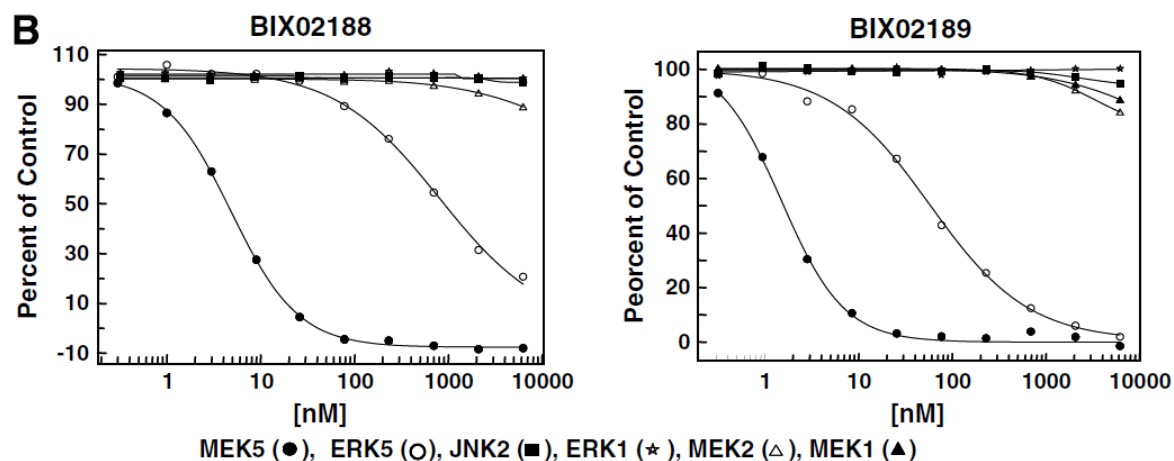 B
BIX02188
BIX02189
Percent of Control
110
90
70
50
30
10
-10
1 10 100 1000 10000
[nM]
Peorcent of Control
100
80
60
40
20
0
1 10 100 1000 10000
[nM]
MEK5 (●), ERK5 (○), JNK2 (■), ERK1 (☆), MEK2 (△), MEK1 (▲)